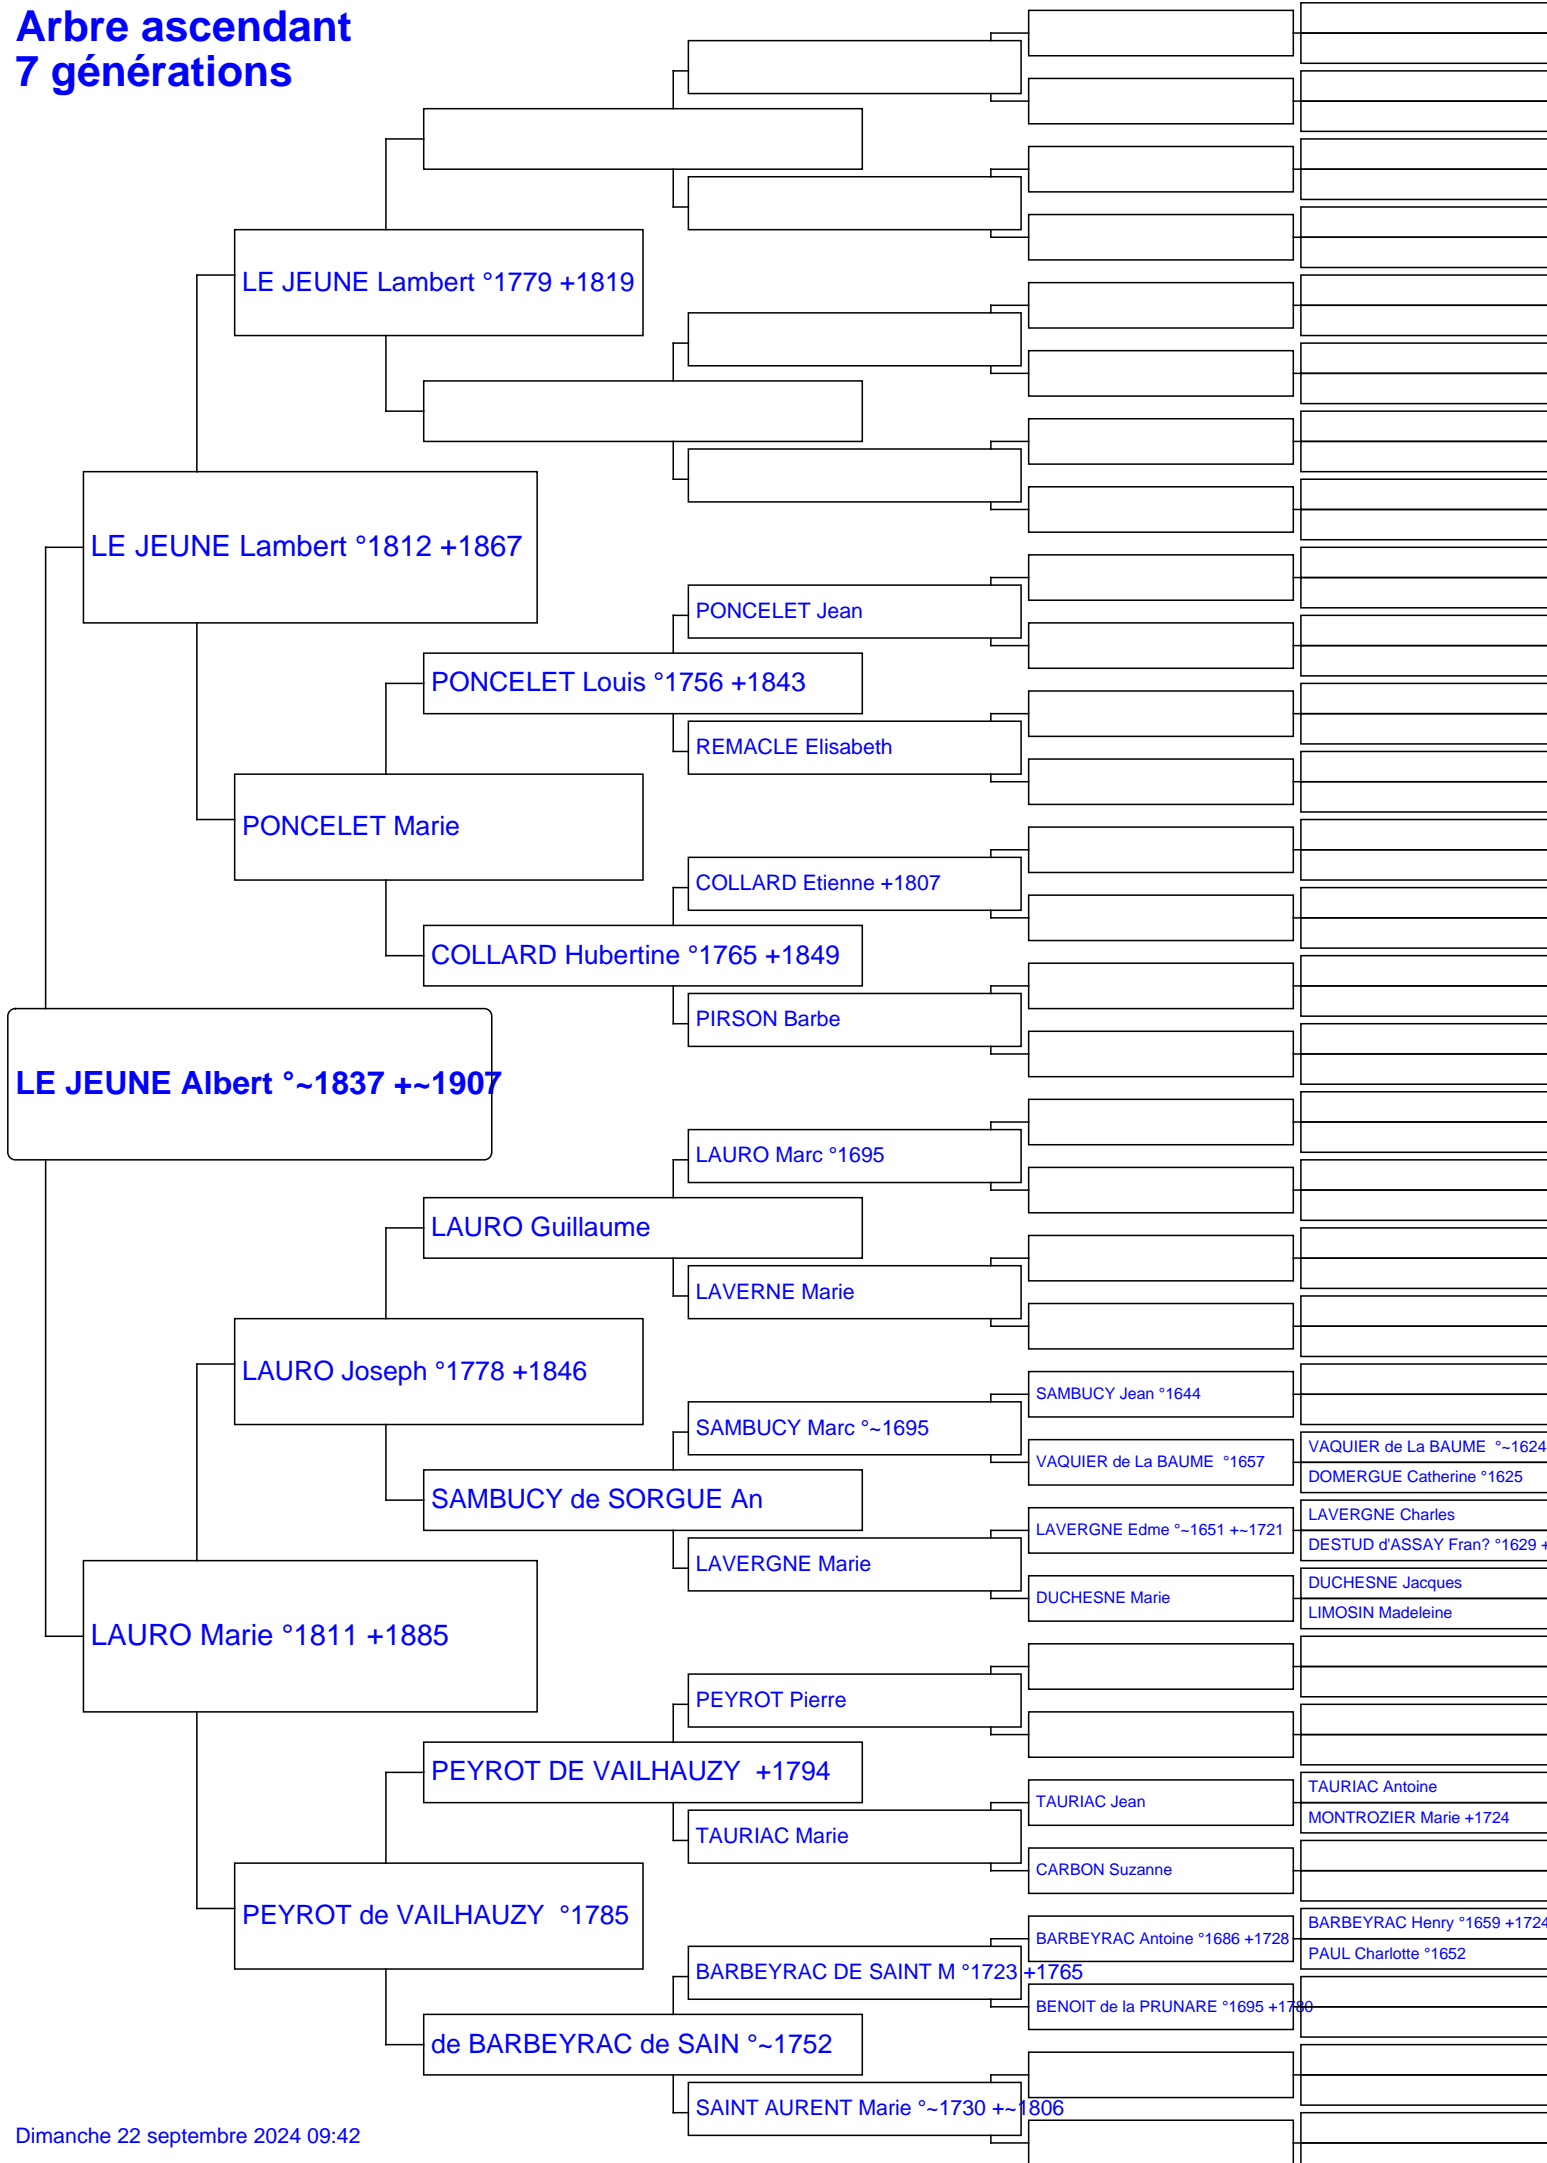 Arbre ascendant
7 générations
LE JEUNE Lambert °1779 +1819
LE JEUNE Lambert °1812 +1867
PONCELET Jean
PONCELET Louis °1756 +1843
REMACLE Elisabeth
PONCELET Marie
COLLARD Etienne +1807
COLLARD Hubertine °1765 +1849
PIRSON Barbe
LE JEUNE Albert °~1837 +~1907
LAURO Marc °1695
LAURO Guillaume
LAVERNE Marie
LAURO Joseph °1778 +1846
SAMBUCY Jean °1644
SAMBUCY Marc °~1695
VAQUIER de La BAUME  °~1624
VAQUIER de La BAUME  °1657
DOMERGUE Catherine °1625
SAMBUCY de SORGUE An
LAVERGNE Charles
LAVERGNE Edme °~1651 +~1721
DESTUD d'ASSAY Fran? °1629 +
LAVERGNE Marie
DUCHESNE Jacques
DUCHESNE Marie
LIMOSIN Madeleine
LAURO Marie °1811 +1885
PEYROT Pierre
PEYROT DE VAILHAUZY  +1794
TAURIAC Antoine
TAURIAC Jean
MONTROZIER Marie +1724
TAURIAC Marie
CARBON Suzanne
PEYROT de VAILHAUZY  °1785
BARBEYRAC Henry °1659 +1724
BARBEYRAC Antoine °1686 +1728
PAUL Charlotte °1652
BARBEYRAC DE SAINT M °1723 +1765
BENOIT de la PRUNARE °1695 +1780
de BARBEYRAC de SAIN °~1752
SAINT AURENT Marie °~1730 +~1806
Dimanche 22 septembre 2024 09:42